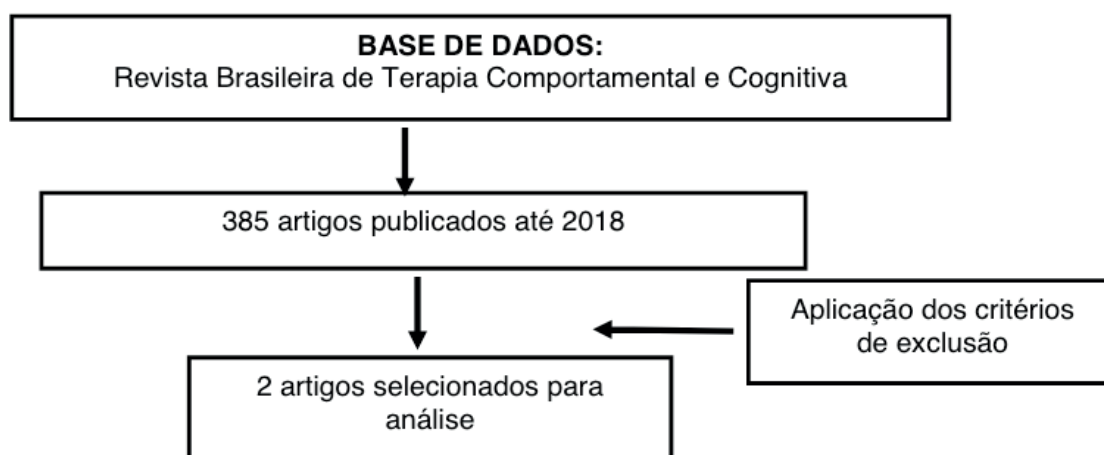 BASE DE DADOS:
Revista Brasileira de Terapia Comportamental e Cognitiva
385 artigos publicados até 2018
Aplicação dos critérios
de exclusão
2 artigos selecionados para
análise